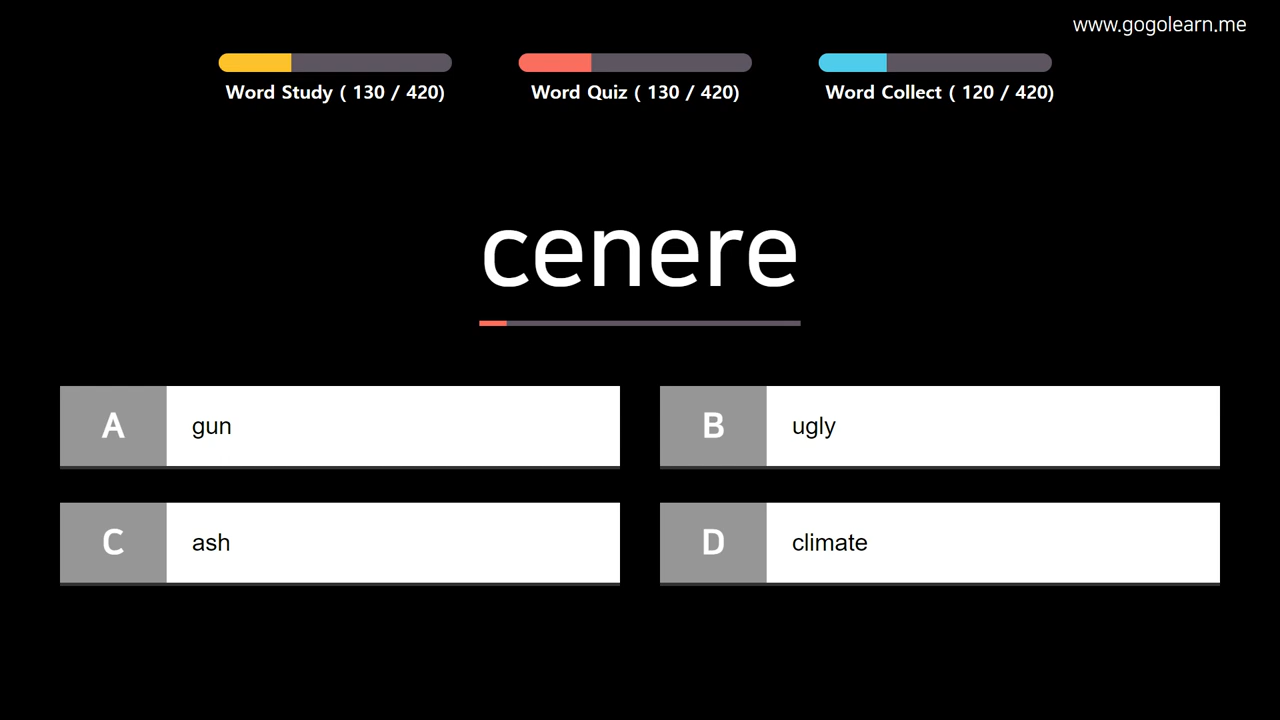 www.gogolearn.me
Word Study ( 130 / 420)
Word Quiz ( 130 / 420)
Word Collect ( 120 / 420)
cenere
A gun
B ugly
C ash
D climate